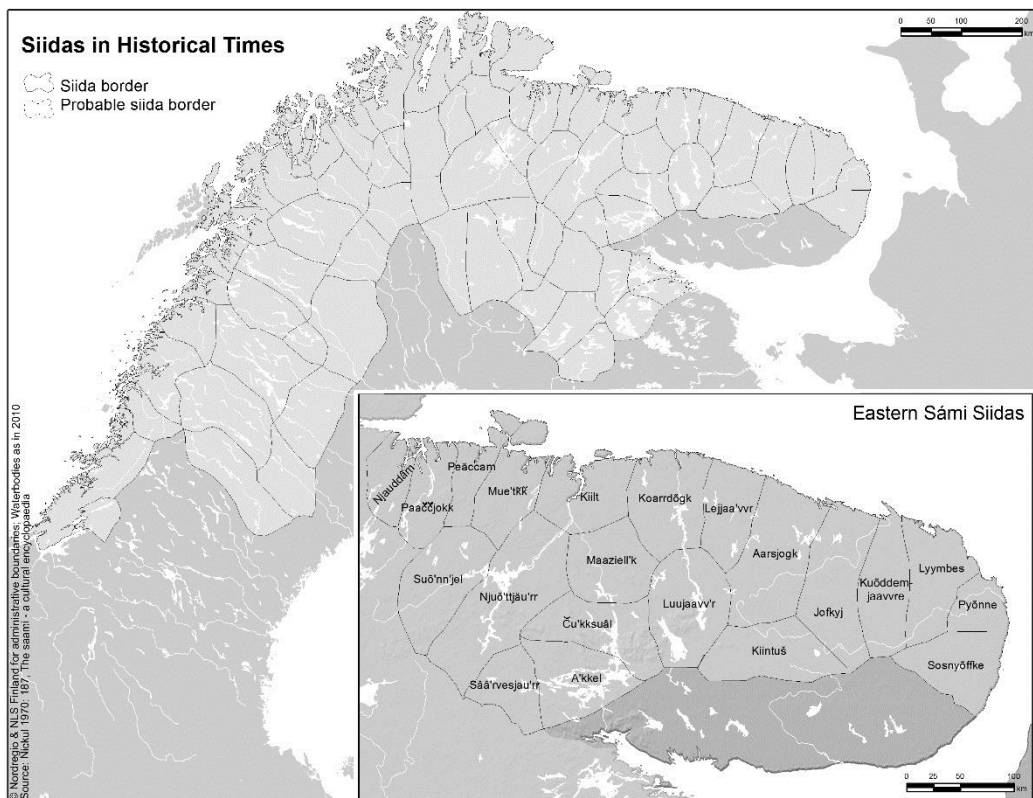 Siidas in Historical Times
Siida border
Probable siida border
0 50 100 200
km
© Nordregio & NLS Finland for administrative boundaries; Waterbodies as in 2010
Source: Nickul 1970: 187, The saami - a cultural encyclopaedia
Eastern Sámi Siidas
Njauddâm
Peäccam
Paaččjokk
Mue'tǩǩ
Kiilt
Koarrdõgk
Lejjaa'vvr
Aarsjogk
Suõ'nn'jel
Njuõ'ttjäu'rr
Maaziell'k
Luujaavv'r
Jofkyj
Kuõddem-
jaavvre
Lyymbes
Pyõnne
Ču'kksuâl
Kiintuš
Sosnyõffke
Sââ'rvesjau'rr
A'kkel
0 25 50 100
km